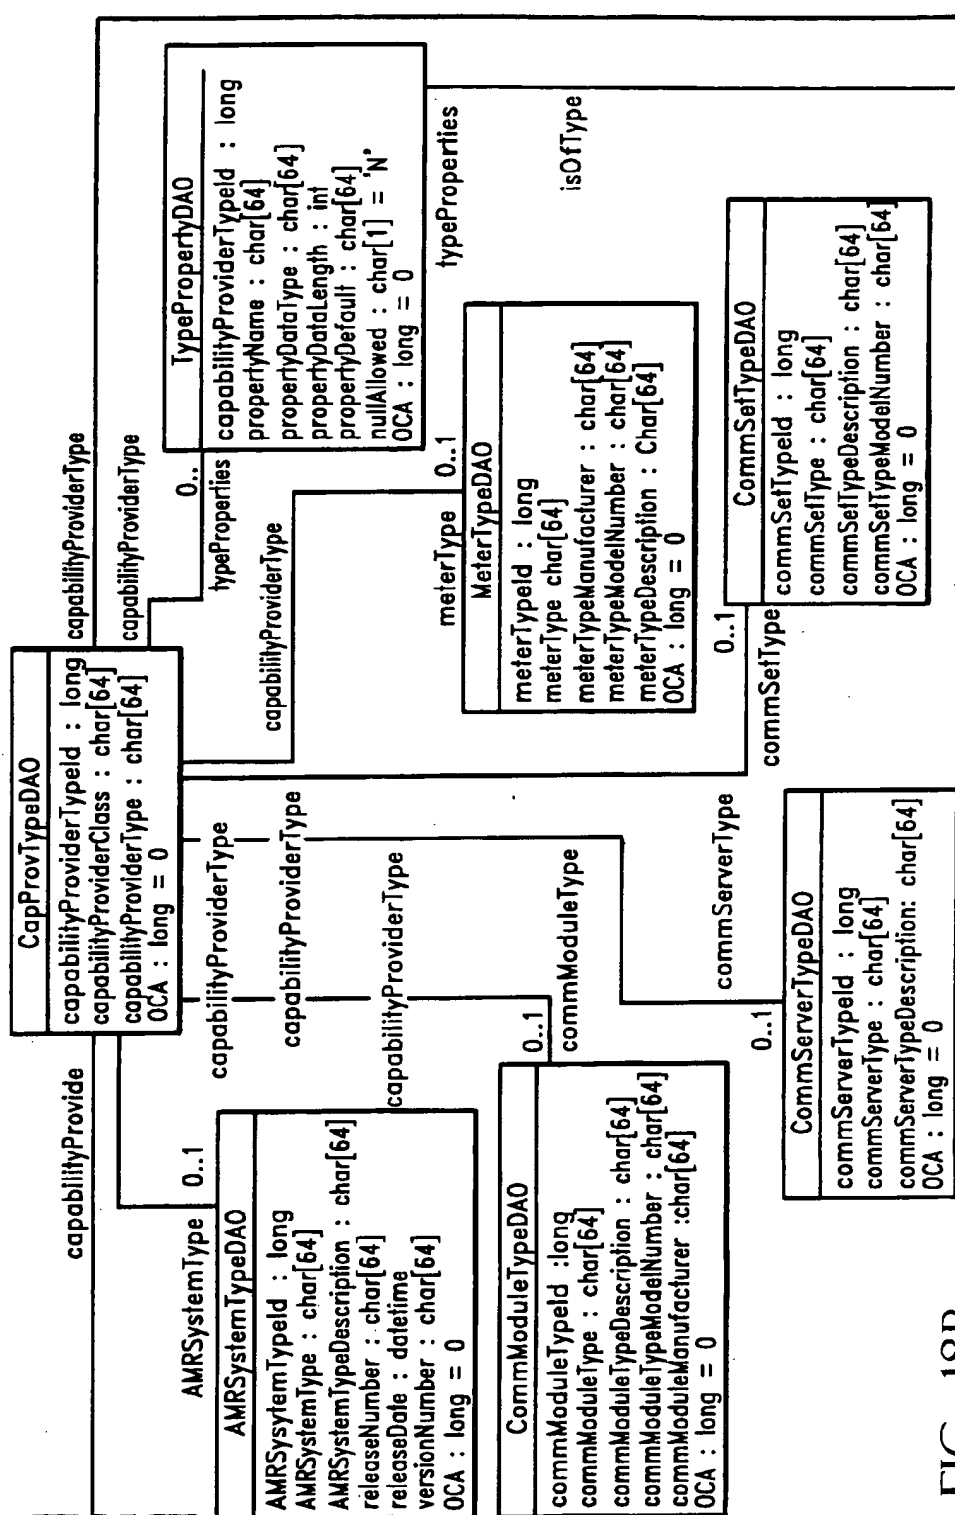 capabilityProvide
capabilityProviderType
CapProvTypeDAO
capabilityProviderTypeId : long
capabilityProviderClass : char[64]
capabilityProviderType : char[64]
OCA : long = 0
capabilityProviderType
typeProperties
0..
TypePropertyDAO
capabilityProviderTypeId : long
propertyName : char[64]
propertyDataType : char[64]
propertyDataLength : int
propertyDefault : char[64]
nullAllowed : char[1] = 'N'
OCA : long = 0
typeProperties
isOfType
AMRSystemType
0..1
AMRSystemTypeDAO
AMRSysytemTypeId : long
AMRSystemType : char[64]
AMRSystemTypeDescription : char[64]
releaseNumber : char[64]
releaseDate : datetime
versionNumber : char[64]
OCA : long = 0
capabilityProviderType
capabilityProviderType
capabilityProviderType
capabilityProviderType
meterType
0..1
MeterTypeDAO
meterTypeId : long
meterType char[64]
meterTypeManufacturer : char[64]
meterTypeModelNumber : char[64]
meterTypeDescription : Char[64]
OCA : long = 0
0..1
commModuleType
CommModuleTypeDAO
commModuleTypeId :long
commModuleType : char[64]
commModuleTypeDescription : char[64]
commModuleTypeModelNumber : char[64]
commModuleManufacturer :char[64]
OCA : long = 0
commServerType
0..1
CommServerTypeDAO
commServerTypeId : long
commServerType : char[64]
commServerTypeDescription: char[64]
OCA : long = 0
0..1
commSetType
CommSetTypeDAO
commSetTypeId : long
commSetType : char[64]
commSetTypeDescription : char[64]
commSetTypeModelNumber : char[64]
OCA : long = 0
FIG. 18B